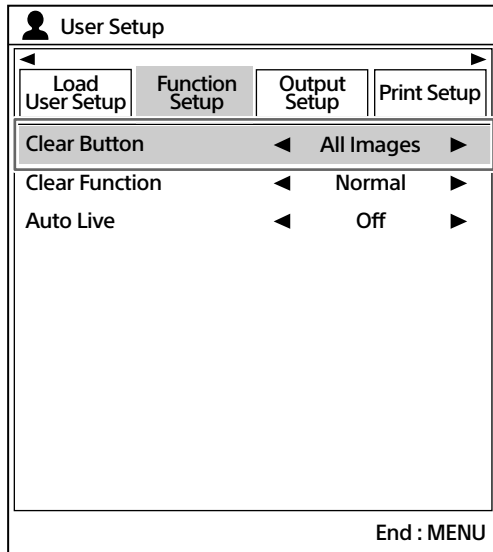 User Setup
Load
User Setup
Function
Setup
Output
Setup
Print Setup
Clear Button ◀ All Images ▶
Clear Function ◀ Normal ▶
Auto Live ◀ Off ▶
End : MENU